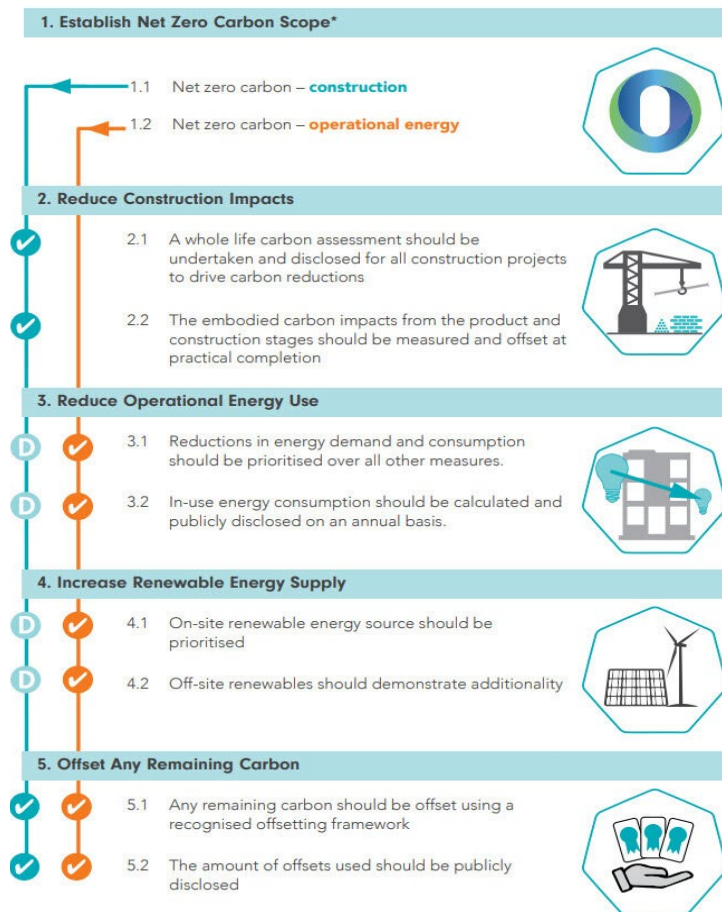 1. Establish Net Zero Carbon Scope*
1.1 Net zero carbon – construction
1.2 Net zero carbon – operational energy
2. Reduce Construction Impacts
2.1 A whole life carbon assessment should be
undertaken and disclosed for all construction projects
to drive carbon reductions
2.2 The embodied carbon impacts from the product and
construction stages should be measured and offset at
practical completion
3. Reduce Operational Energy Use
D 3.1 Reductions in energy demand and consumption
should be prioritised over all other measures.
D 3.2 In-use energy consumption should be calculated and
publicly disclosed on an annual basis.
4. Increase Renewable Energy Supply
D 4.1 On-site renewable energy source should be
prioritised
D 4.2 Off-site renewables should demonstrate additionality
5. Offset Any Remaining Carbon
5.1 Any remaining carbon should be offset using a
recognised offsetting framework
5.2 The amount of offsets used should be publicly
disclosed